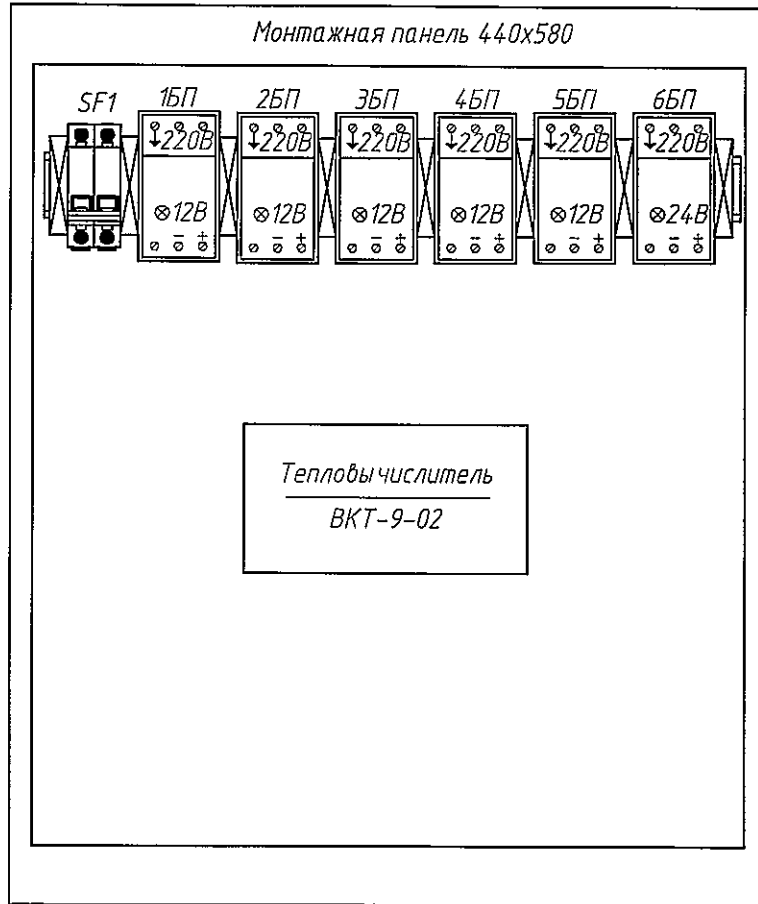 Монтажная панель 440х580
SF1 1БП 2БП 3БП 4БП 5БП 6БП
220В 220В 220В 220В 220В 220В
12В 12В 12В 12В 12В 24В
- + - + - + - + - + - +
Тепловычислитель
ВКТ-9-02